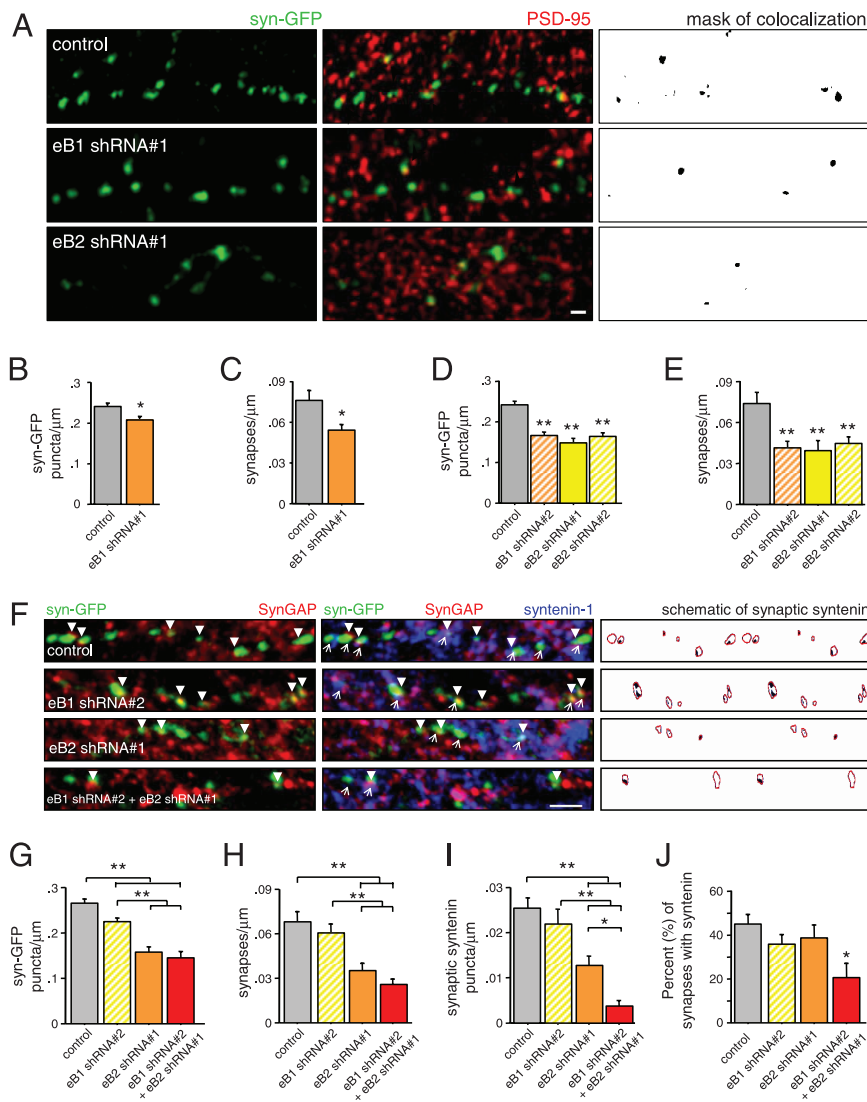 A
syn-GFP
PSD-95
mask of colocalization
control
eB1 shRNA#1
eB2 shRNA#1
B
syn-GFP
puncta/µm
.3
.2
.1
0
*
control
eB1 shRNA#1
C
synapses/µm
.09
.06
.03
0
*
control
eB1 shRNA#1
D
syn-GFP
puncta/µm
.3
.2
.1
0
**
**
**
control
eB1 shRNA#2
eB2 shRNA#1
eB2 shRNA#2
E
synapses/µm
.09
.06
.03
0
**
**
**
control
eB1 shRNA#2
eB2 shRNA#1
eB2 shRNA#2
F
syn-GFP
SynGAP
syn-GFP
SynGAP
syntenin-1
schematic of synaptic syntenin
control
eB1 shRNA#2
eB2 shRNA#1
eB1 shRNA#2 + eB2 shRNA#1
G
syn-GFP
puncta/µm
.3
.2
.1
0
**
**
control
eB1 shRNA#2
eB2 shRNA#1
eB1 shRNA#2
+ eB2 shRNA#1
H
synapses/µm
.09
.06
.03
0
**
**
control
eB1 shRNA#2
eB2 shRNA#1
eB1 shRNA#2
+ eB2 shRNA#1
I
synaptic syntenin
puncta/µm
.03
.02
.01
0
**
**
*
control
eB1 shRNA#2
eB2 shRNA#1
eB1 shRNA#2
+ eB2 shRNA#1
J
Percent (%) of
synapses with syntenin
60
40
20
0
*
control
eB1 shRNA#2
eB2 shRNA#1
eB1 shRNA#2
+ eB2 shRNA#1